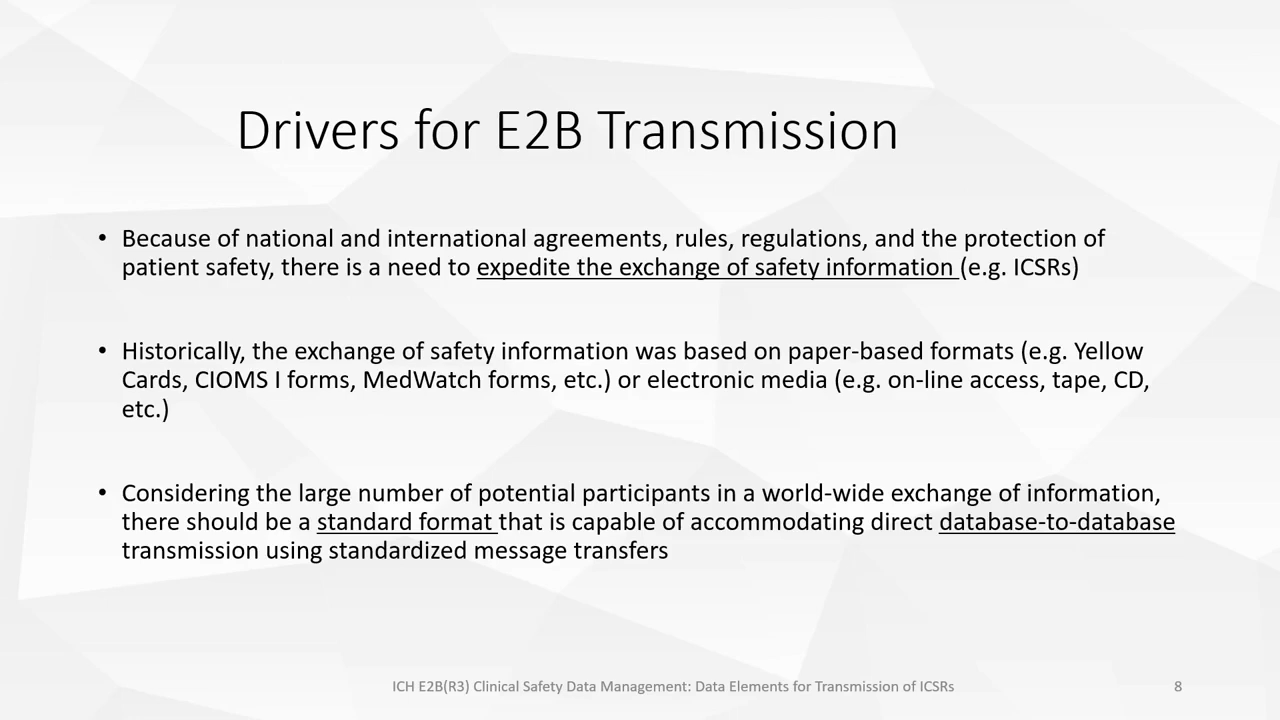 Drivers for E2B Transmission
• Because of national and international agreements, rules, regulations, and the protection of
patient safety, there is a need to expedite the exchange of safety information (e.g. ICSRs)
• Historically, the exchange of safety information was based on paper-based formats (e.g. Yellow
Cards, CIOMS I forms, MedWatch forms, etc.) or electronic media (e.g. on-line access, tape, CD,
etc.)
• Considering the large number of potential participants in a world-wide exchange of information,
there should be a standard format that is capable of accommodating direct database-to-database
transmission using standardized message transfers
ICH E2B(R3) Clinical Safety Data Management: Data Elements for Transmission of ICSRs
8